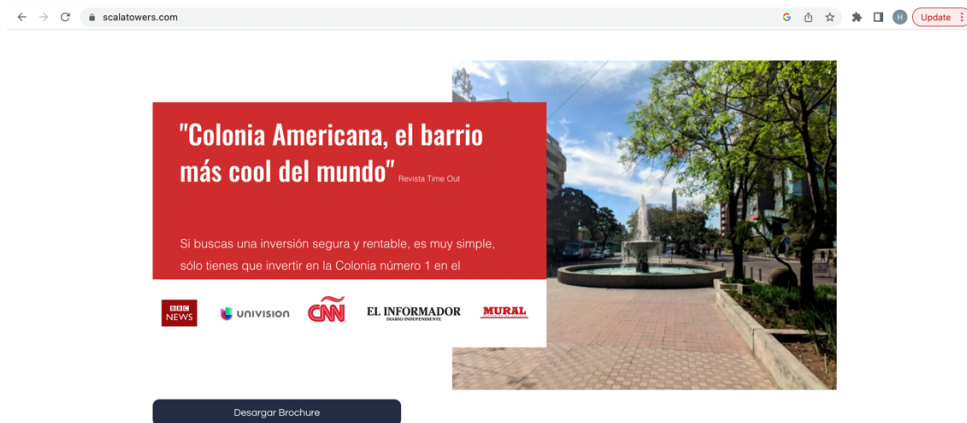 scalatowers.com
H
Update
"Colonia Americana, el barrio
más cool del mundo" Revista Time Out
Si buscas una inversión segura y rentable, es muy simple,
sólo tienes que invertir en la Colonia número 1 en el
BBC
NEWS
UNIVISION
CNN
EL INFORMADOR
DIARIO INDEPENDIENTE
MURAL
Desargar Brochure